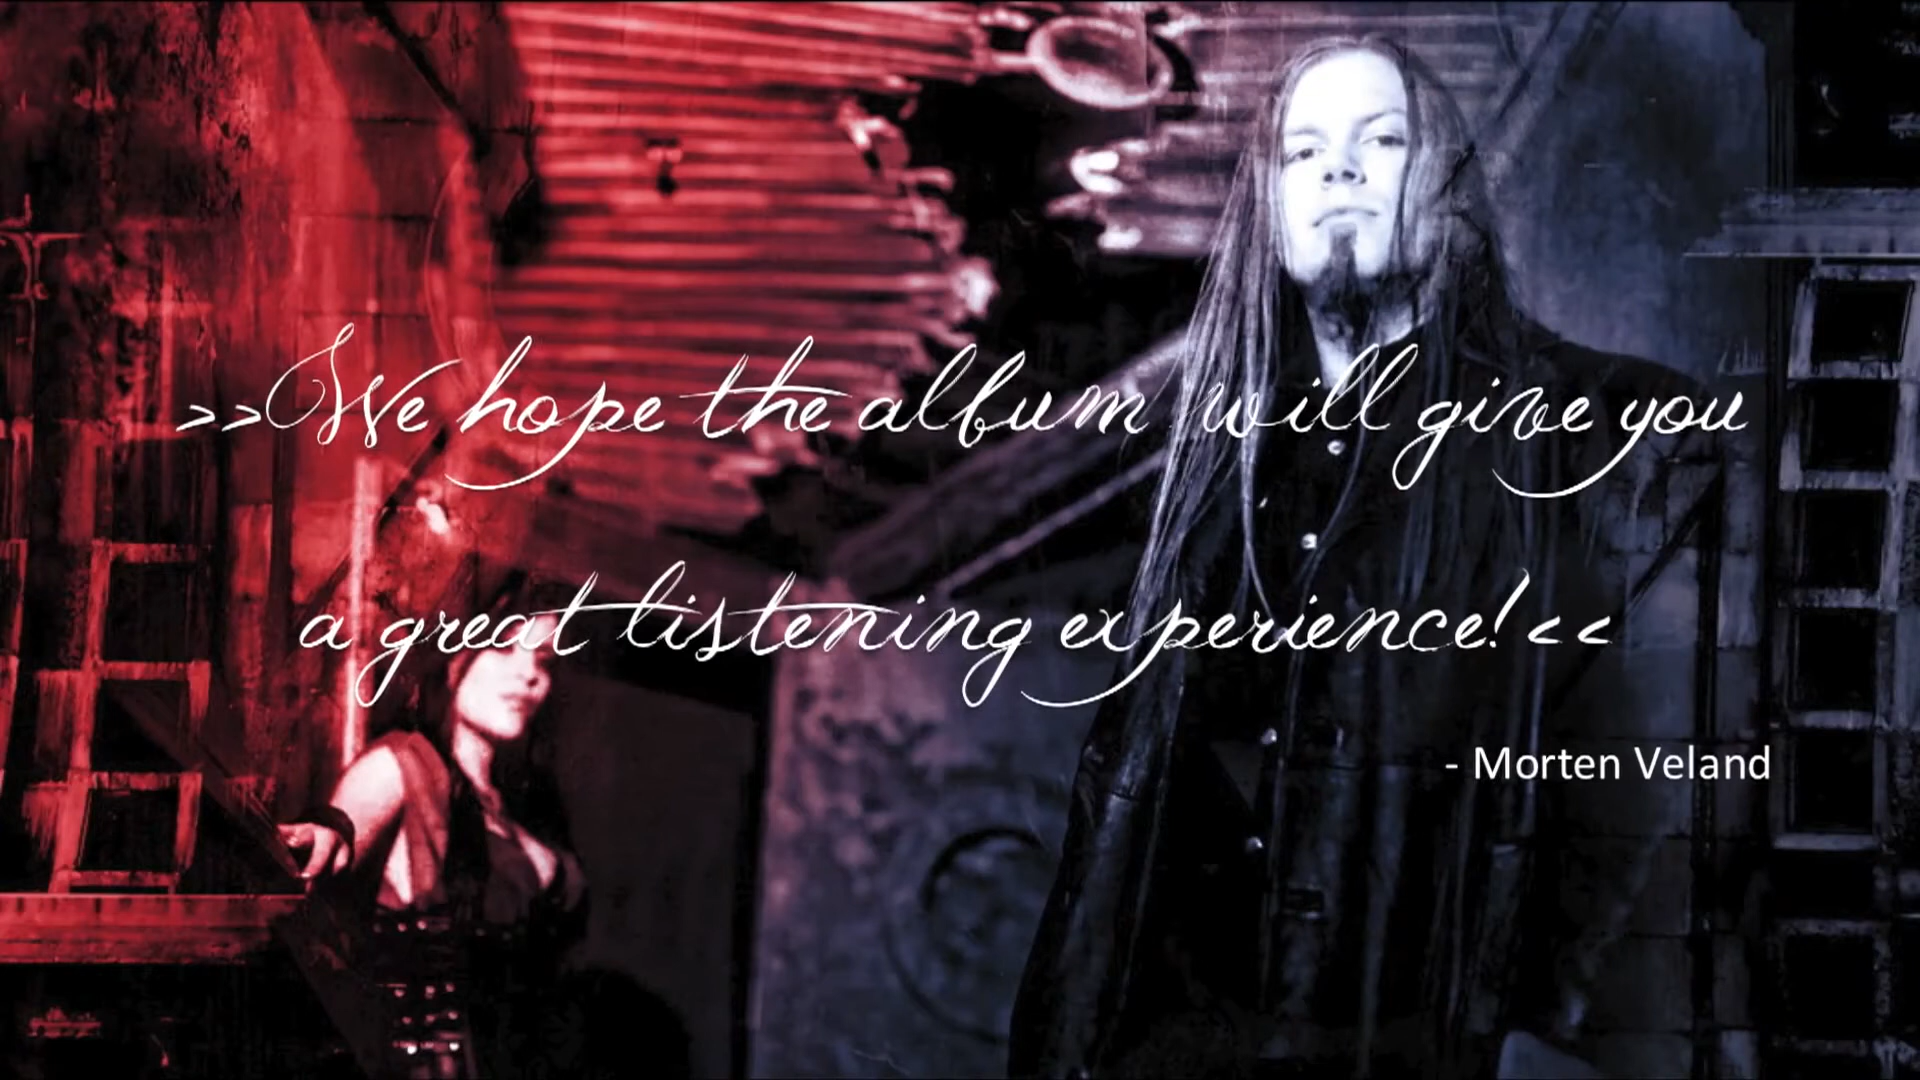 >>We hope the album will give you
a great listening experience!<<
- Morten Veland